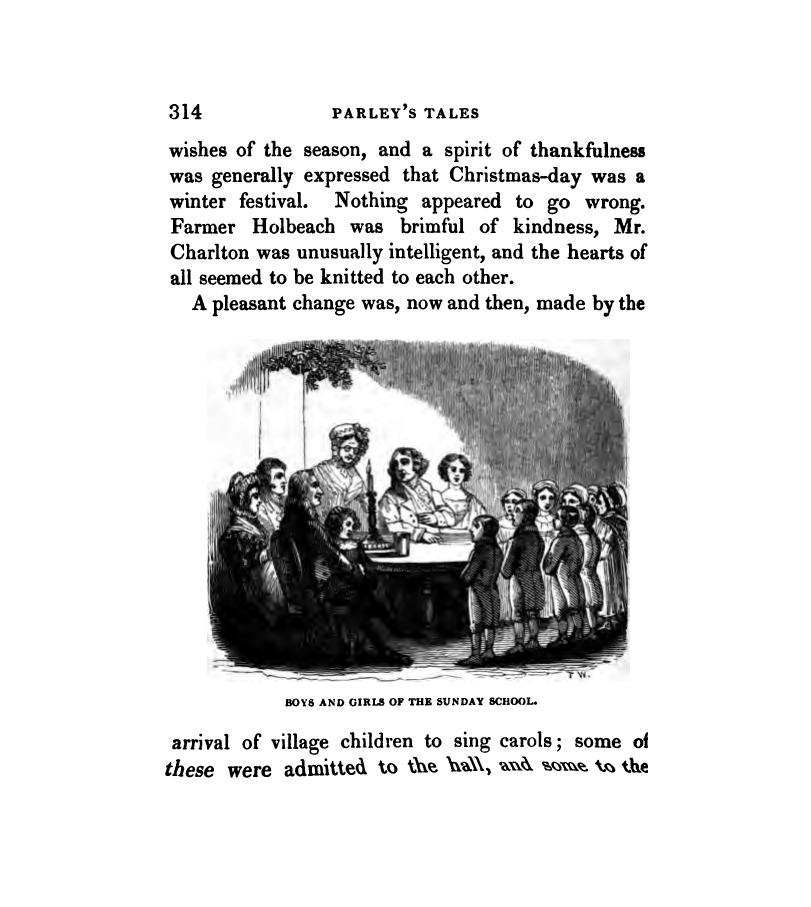 314 PARLEY'S TALES
wishes of the season, and a spirit of thankfulness
was generally expressed that Christmas-day was a
winter festival. Nothing appeared to go wrong.
Farmer Holbeach was brimful of kindness, Mr.
Charlton was unusually intelligent, and the hearts of
all seemed to be knitted to each other.
A pleasant change was, now and then, made by the
T W.
BOYS AND GIRLS OF THE SUNDAY SCHOOL.
arrival of village children to sing carols; some of
these were admitted to the hall, and some to the